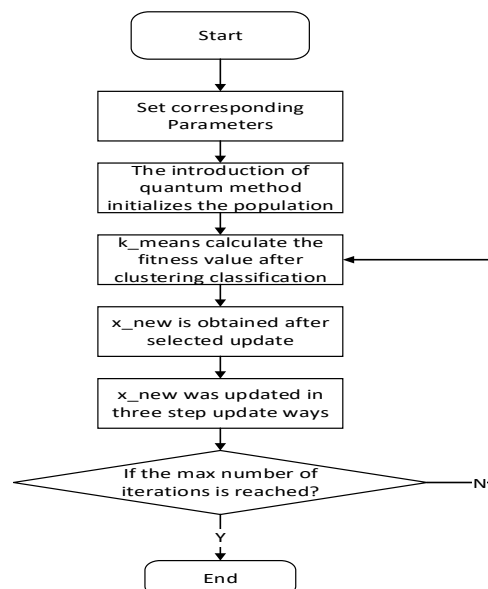 Start
Set corresponding
Parameters
The introduction of
quantum method
initializes the population
k_means calculate the
fitness value after
clustering classification
x_new is obtained after
selected update
x_new was updated in
three step update ways
If the max number of
iterations is reached?
N
Y
End